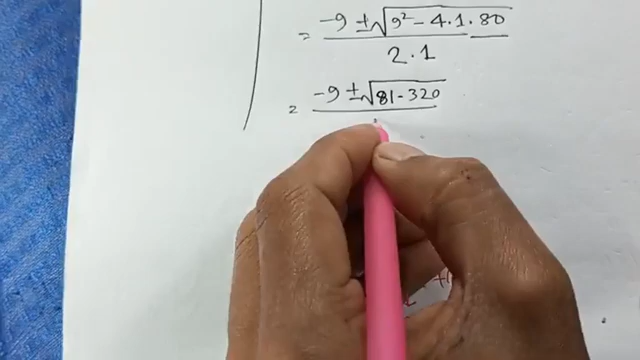 = (-9 ± √(9² - 4.1.80)) / 2.1
= (-9 ± √(81-320)) /